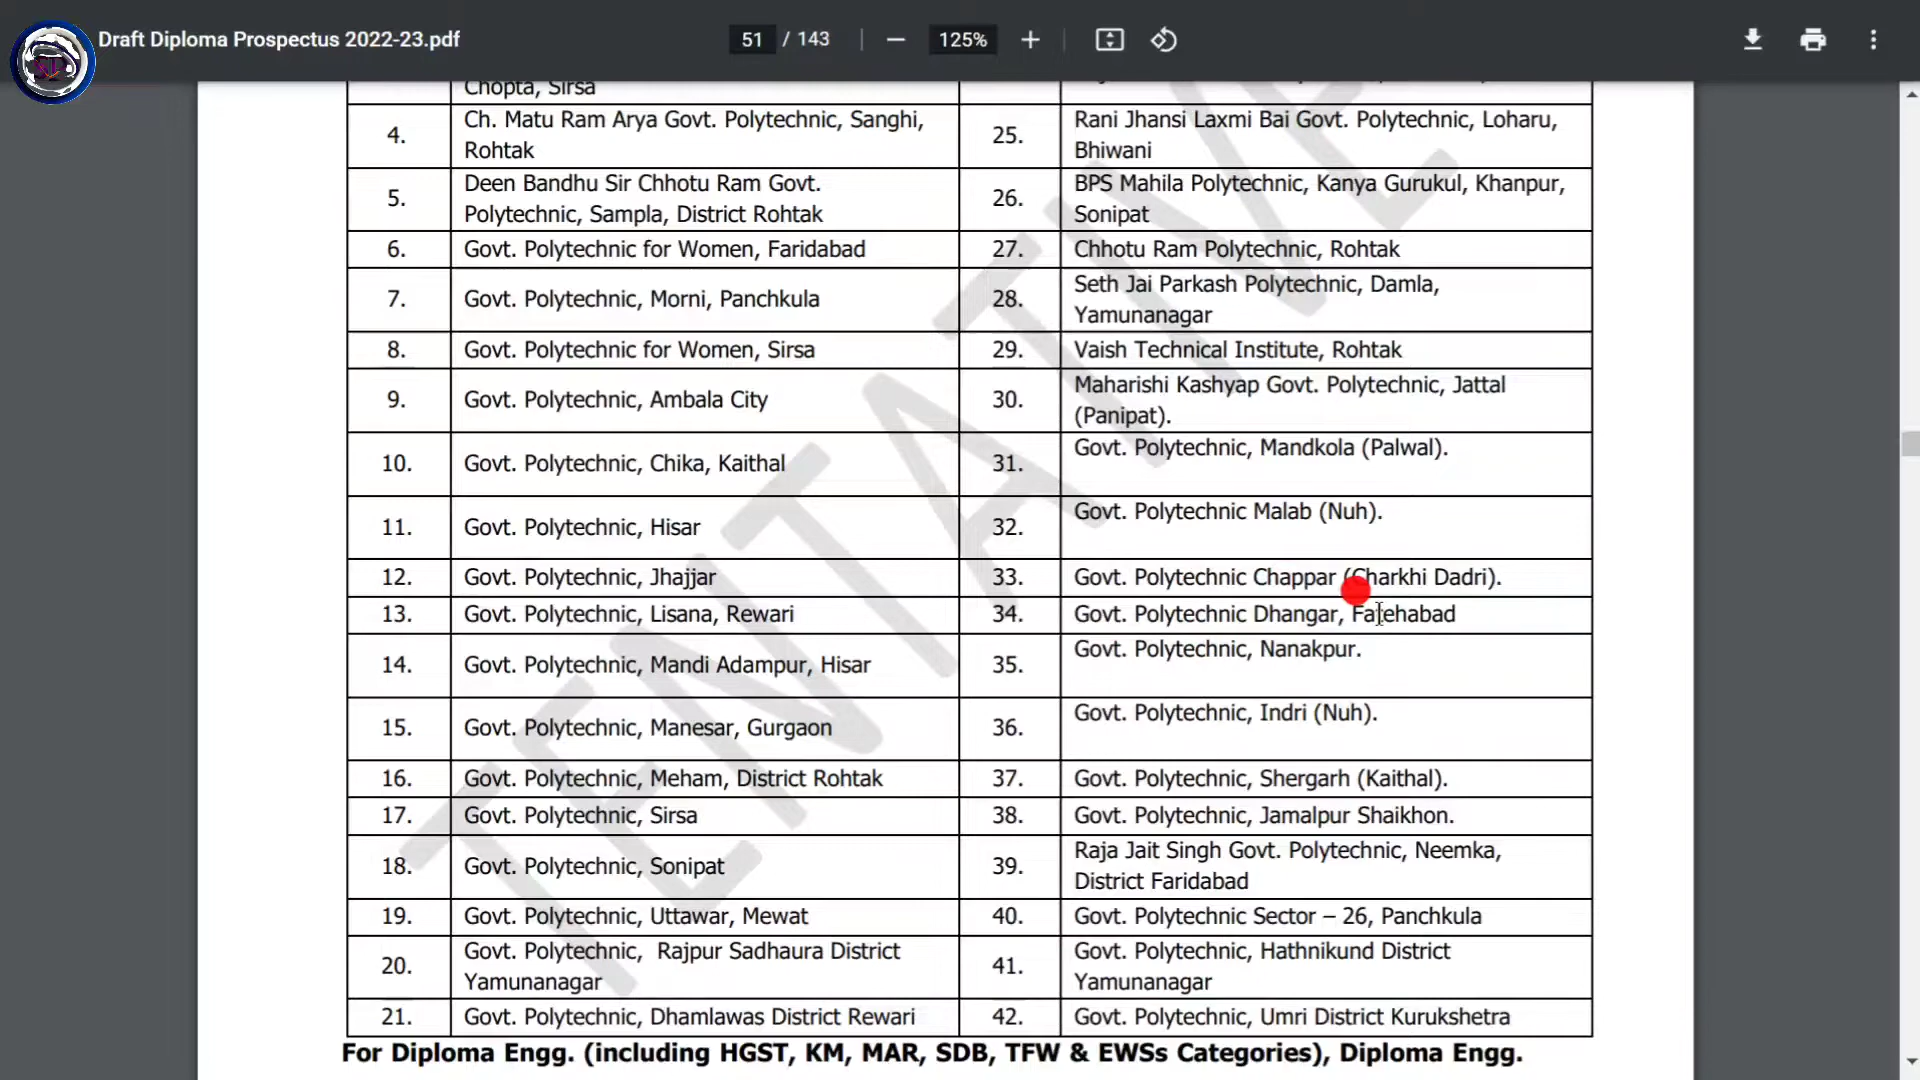 Draft Diploma Prospectus 2022-23.pdf
51 / 143
125%
Chopta, Sirsa
4.
Ch. Matu Ram Arya Govt. Polytechnic, Sanghi,
Rohtak
25.
Rani Jhansi Laxmi Bai Govt. Polytechnic, Loharu,
Bhiwani
5.
Deen Bandhu Sir Chhotu Ram Govt.
Polytechnic, Sampla, District Rohtak
26.
BPS Mahila Polytechnic, Kanya Gurukul, Khanpur,
Sonipat
6.
Govt. Polytechnic for Women, Faridabad
27.
Chhotu Ram Polytechnic, Rohtak
7.
Govt. Polytechnic, Morni, Panchkula
28.
Seth Jai Parkash Polytechnic, Damla,
Yamunanagar
8.
Govt. Polytechnic for Women, Sirsa
29.
Vaish Technical Institute, Rohtak
9.
Govt. Polytechnic, Ambala City
30.
Maharishi Kashyap Govt. Polytechnic, Jattal
(Panipat).
10.
Govt. Polytechnic, Chika, Kaithal
31.
Govt. Polytechnic, Mandkola (Palwal).
11.
Govt. Polytechnic, Hisar
32.
Govt. Polytechnic Malab (Nuh).
12.
Govt. Polytechnic, Jhajjar
33.
Govt. Polytechnic Chappar (Charkhi Dadri).
13.
Govt. Polytechnic, Lisana, Rewari
34.
Govt. Polytechnic Dhangar, Fatehabad
14.
Govt. Polytechnic, Mandi Adampur, Hisar
35.
Govt. Polytechnic, Nanakpur.
15.
Govt. Polytechnic, Manesar, Gurgaon
36.
Govt. Polytechnic, Indri (Nuh).
16.
Govt. Polytechnic, Meham, District Rohtak
37.
Govt. Polytechnic, Shergarh (Kaithal).
17.
Govt. Polytechnic, Sirsa
38.
Govt. Polytechnic, Jamalpur Shaikhon.
18.
Govt. Polytechnic, Sonipat
39.
Raja Jait Singh Govt. Polytechnic, Neemka,
District Faridabad
19.
Govt. Polytechnic, Uttawar, Mewat
40.
Govt. Polytechnic Sector – 26, Panchkula
20.
Govt. Polytechnic, Rajpur Sadhaura District
Yamunanagar
41.
Govt. Polytechnic, Hathnikund District
Yamunanagar
21.
Govt. Polytechnic, Dhamlawas District Rewari
42.
Govt. Polytechnic, Umri District Kurukshetra
For Diploma Engg. (including HGST, KM, MAR, SDB, TFW & EWSs Categories), Diploma Engg.
TENTATIVE